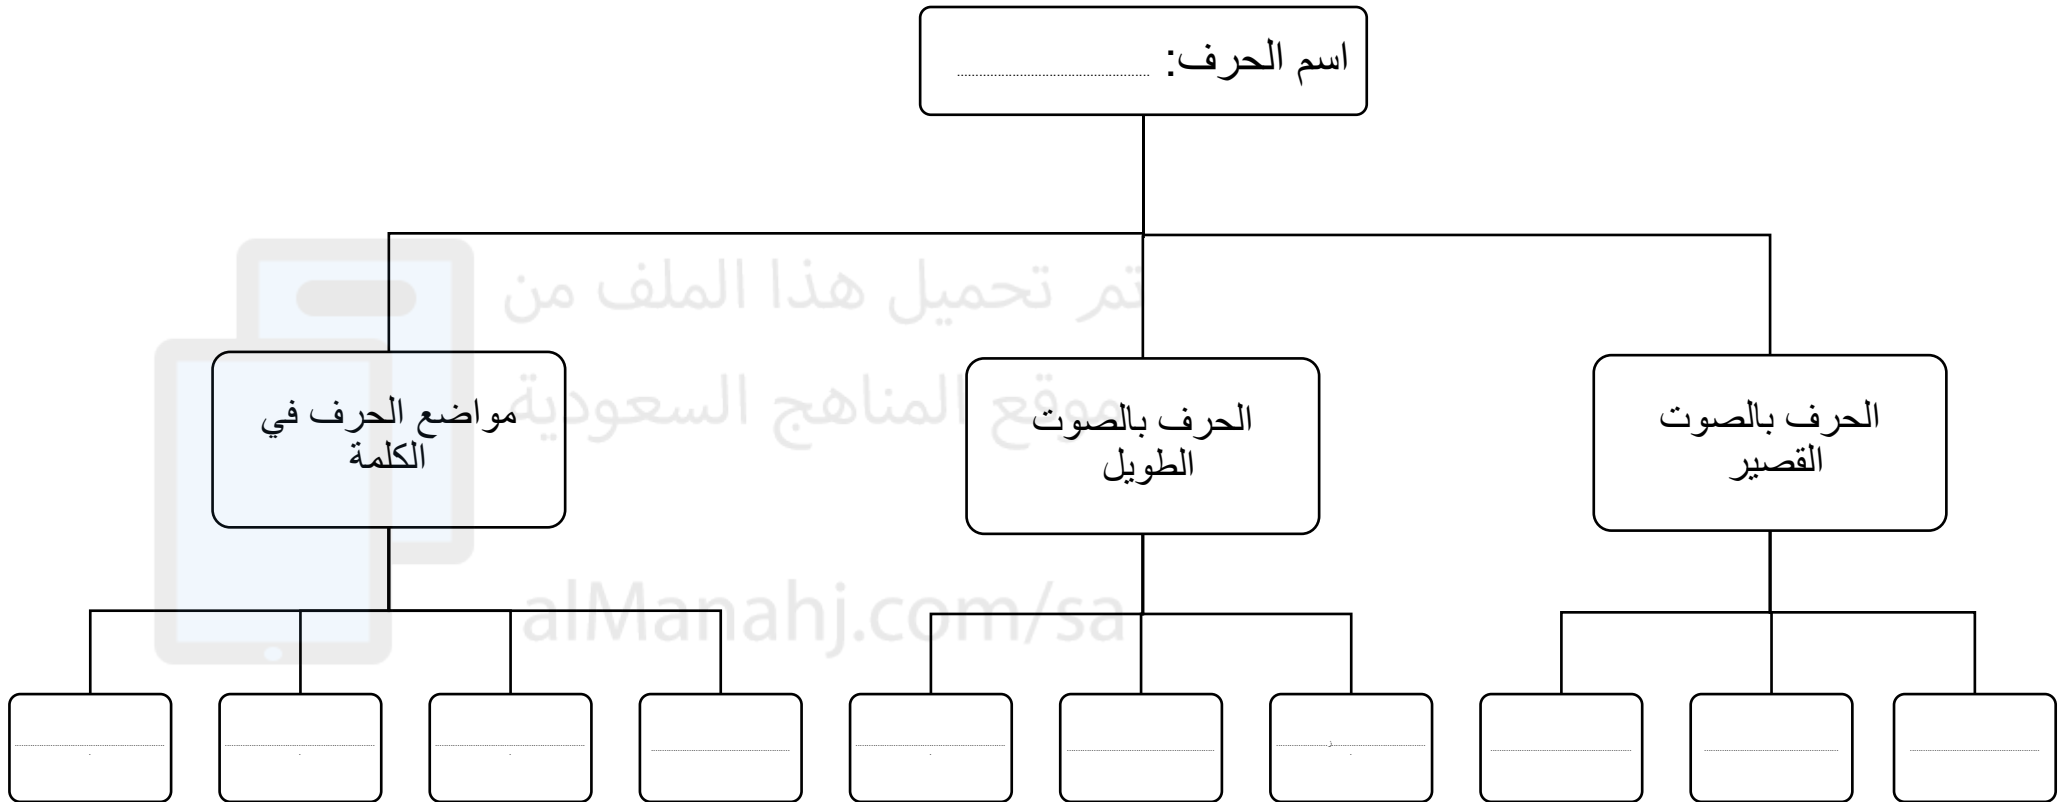 اسم الحرف: ..............................
تم تحميل هذا الملف من
موقع المناهج السعودية
alManahj.com/sa
الحرف بالصوت
القصير
الحرف بالصوت
الطويل
مواضع الحرف في
الكلمة